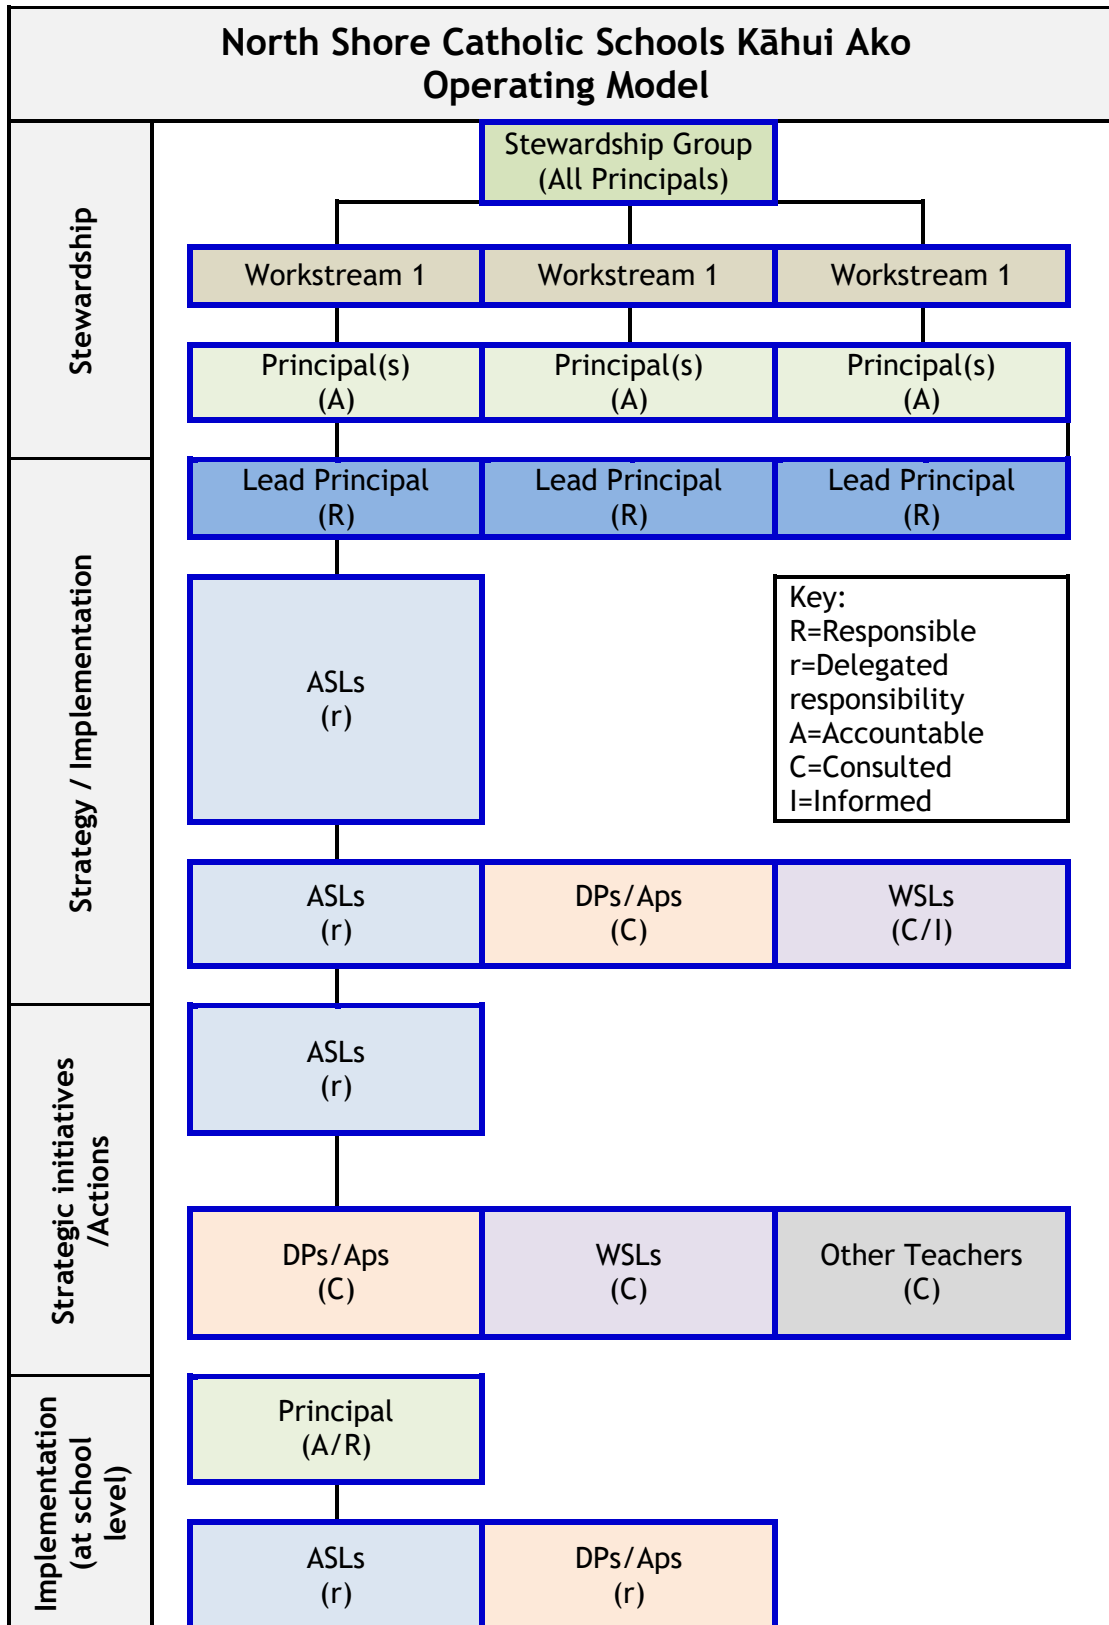 North Shore Catholic Schools Kāhui Ako
Operating Model
Stewardship
Stewardship Group
(All Principals)
Workstream 1
Workstream 1
Workstream 1
Principal(s)
(A)
Principal(s)
(A)
Principal(s)
(A)
Strategy / Implementation
Lead Principal
(R)
Lead Principal
(R)
Lead Principal
(R)
ASLs
(r)
Key:
R=Responsible
r=Delegated
responsibility
A=Accountable
C=Consulted
I=Informed
ASLs
(r)
DPs/Aps
(C)
WSLs
(C/I)
Strategic initiatives
/Actions
ASLs
(r)
DPs/Aps
(C)
WSLs
(C)
Other Teachers
(C)
Implementation
(at school
level)
Principal
(A/R)
ASLs
(r)
DPs/Aps
(r)